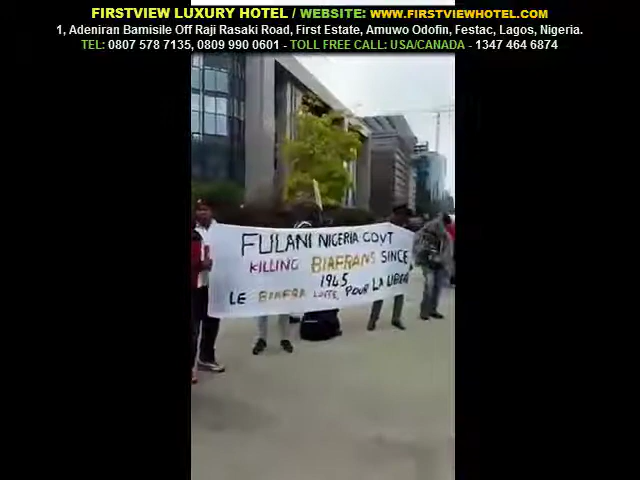 FIRSTVIEW LUXURY HOTEL / WEBSITE: WWW.FIRSTVIEWHOTEL.COM
1, Adeniran Bamisile Off Raji Rasaki Road, First Estate, Amuwo Odofin, Festac, Lagos, Nigeria.
TEL: 0807 578 7135, 0809 990 0601 - TOLL FREE CALL: USA/CANADA - 1347 464 6874
FULANI NIGERIA GOVT
KILLING BIAFRANS SINCE
1945
LE BIAFRA LUTTE POUR LA